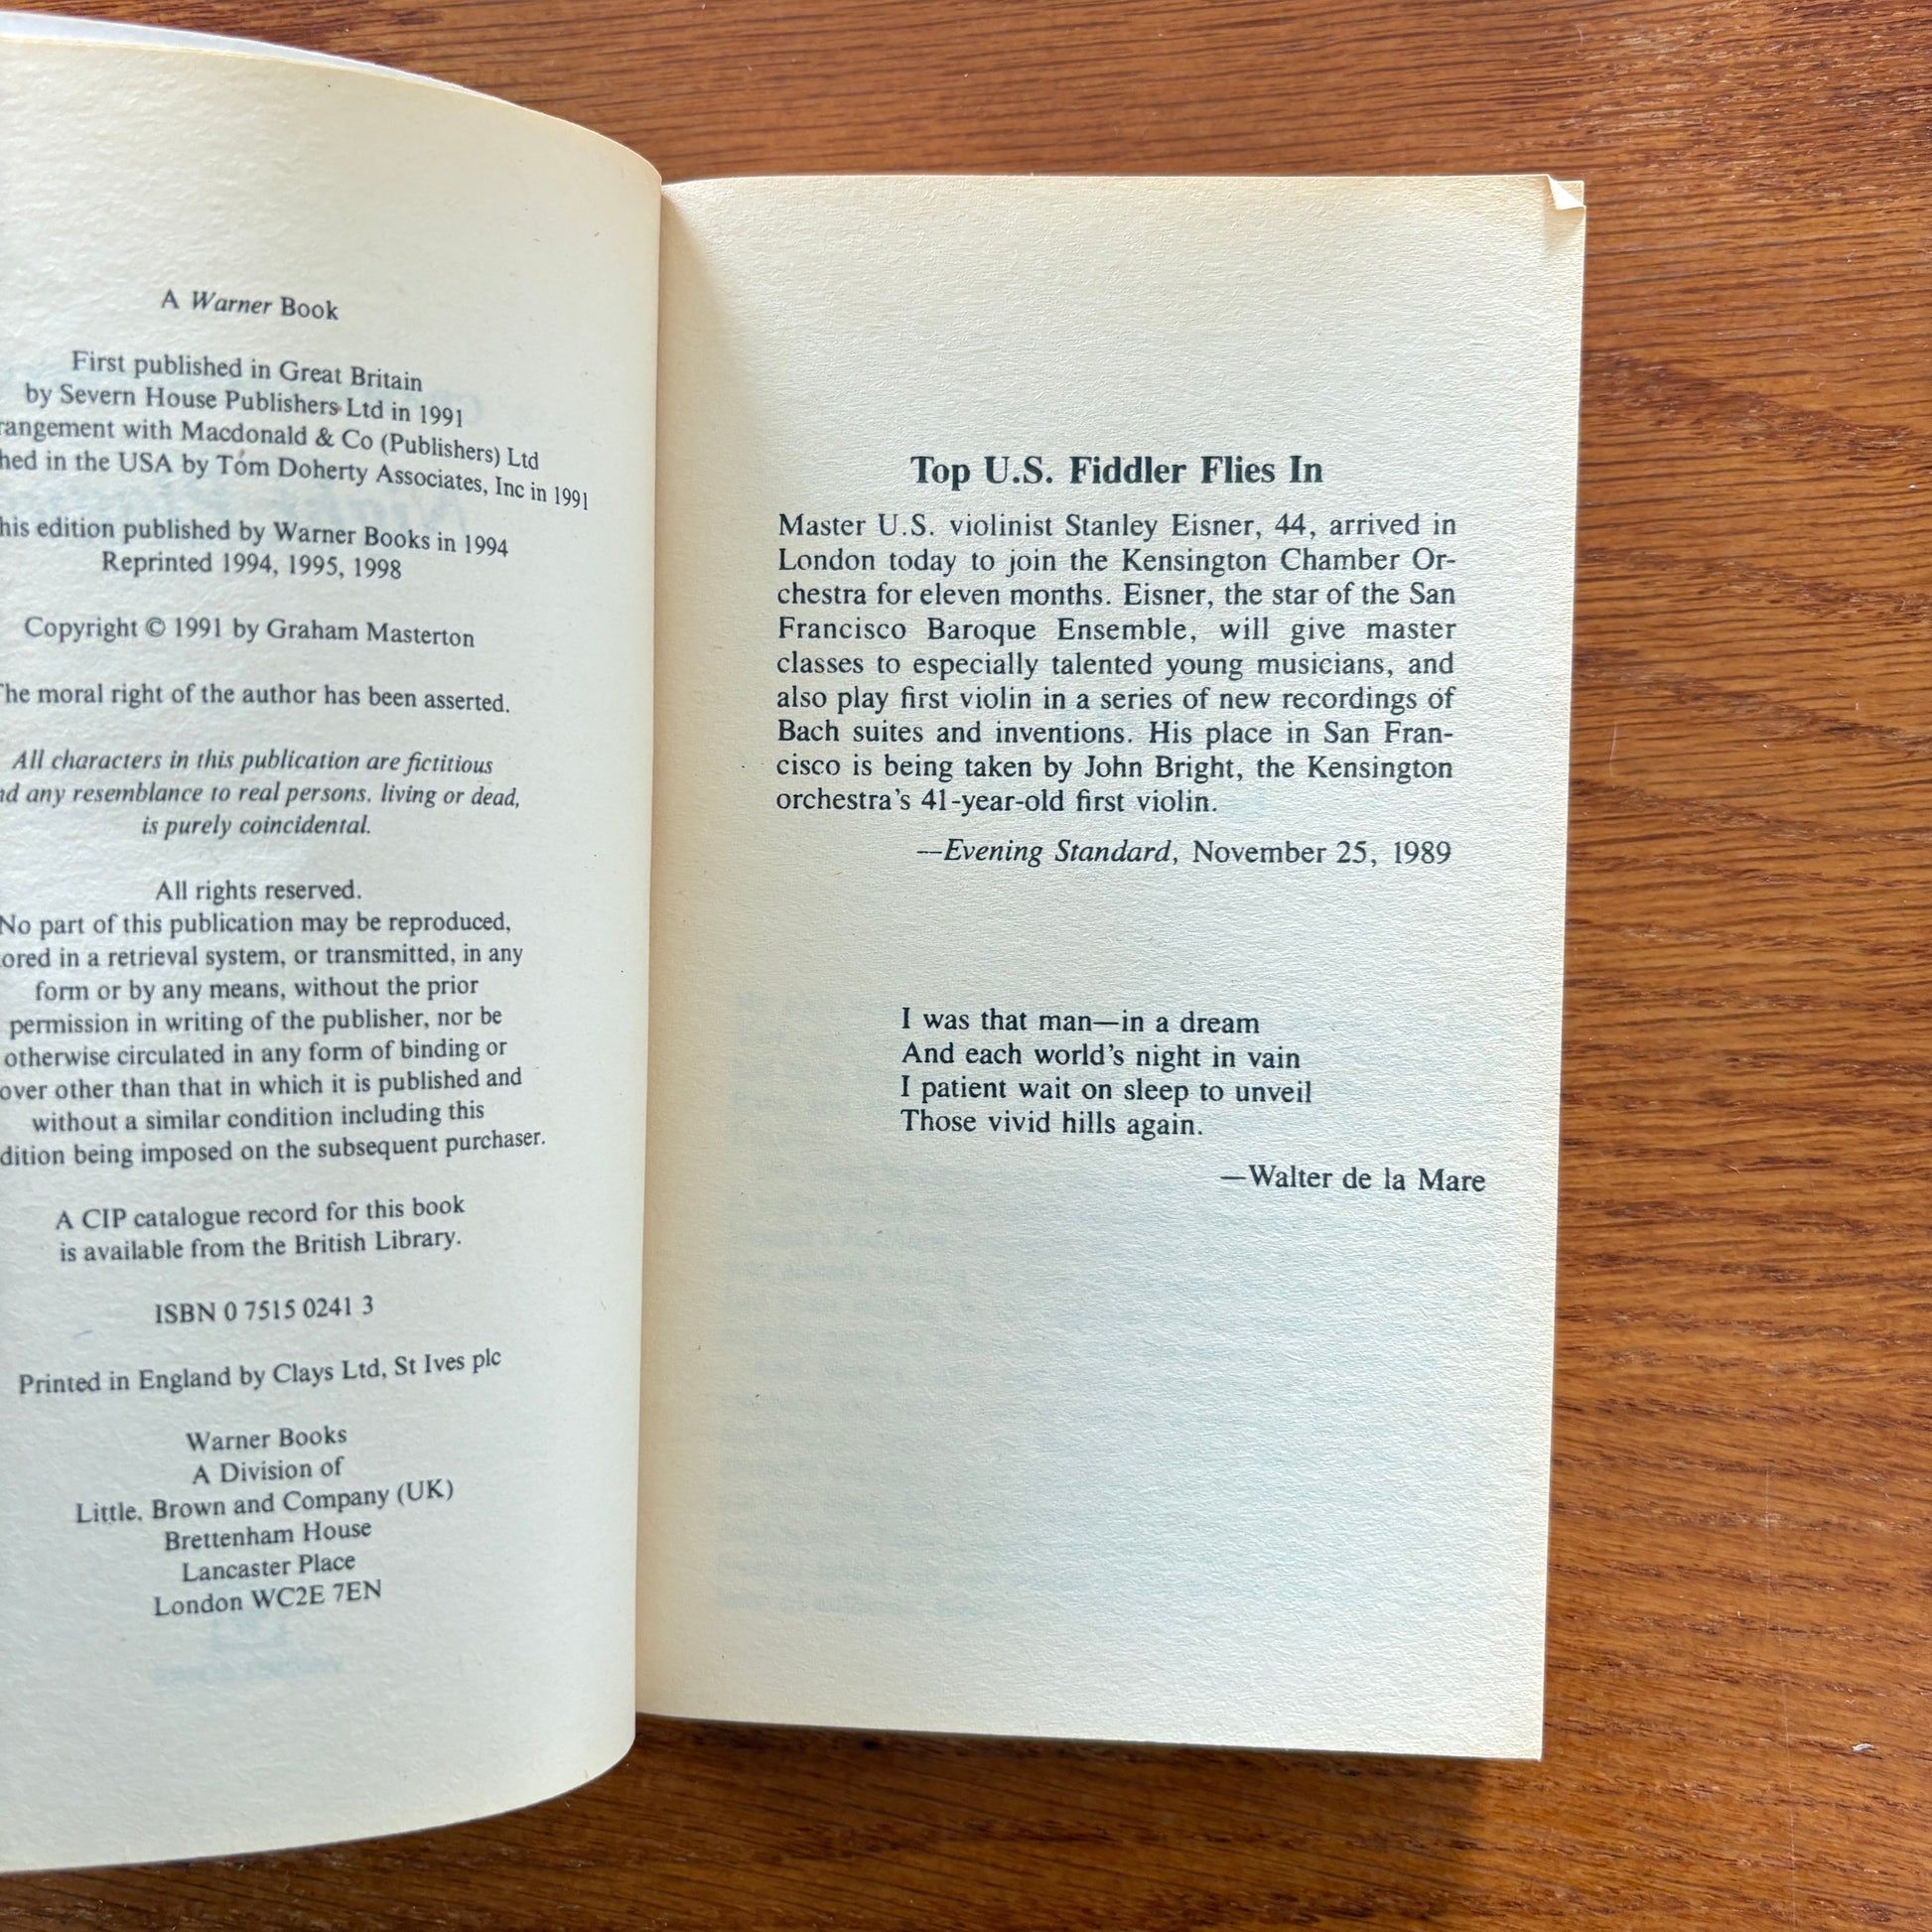 A Warner Book
First published in Great Britain
by Severn House Publishers Ltd in 1991
with Macdonald & Co (Publishers) Ltd
in the USA by Tom Doherty Associates, Inc in 1991
edition published by Warner Books in 1994
Reprinted 1994, 1995, 1998
Copyright © 1991 by Graham Masterton
The moral right of the author has been asserted.
All characters in this publication are fictitious
any resemblance to real persons, living or dead,
is purely coincidental.
All rights reserved.
No part of this publication may be reproduced,
in a retrieval system, or transmitted, in any
form or by any means, without the prior
permission in writing of the publisher, nor be
otherwise circulated in any form of binding or
over other than that in which it is published and
without a similar condition including this
being imposed on the subsequent purchaser.
A CIP catalogue record for this book
is available from the British Library.
ISBN 0 7515 0241 3
Printed in England by Clays Ltd, St Ives plc
Warner Books
A Division of
Little, Brown and Company (UK)
Brettenham House
Lancaster Place
London WC2E 7EN
Top U.S. Fiddler Flies In
Master U.S. violinist Stanley Eisner, 44, arrived in
London today to join the Kensington Chamber Or-
chestra for eleven months. Eisner, the star of the San
Francisco Baroque Ensemble, will give master
classes to especially talented young musicians, and
also play first violin in a series of new recordings of
Bach suites and inventions. His place in San Fran-
cisco is being taken by John Bright, the Kensington
orchestra's 41-year-old first violin.
—Evening Standard, November 25, 1989
I was that man—in a dream
And each world's night in vain
I patient wait on sleep to unveil
Those vivid hills again.
—Walter de la Mare